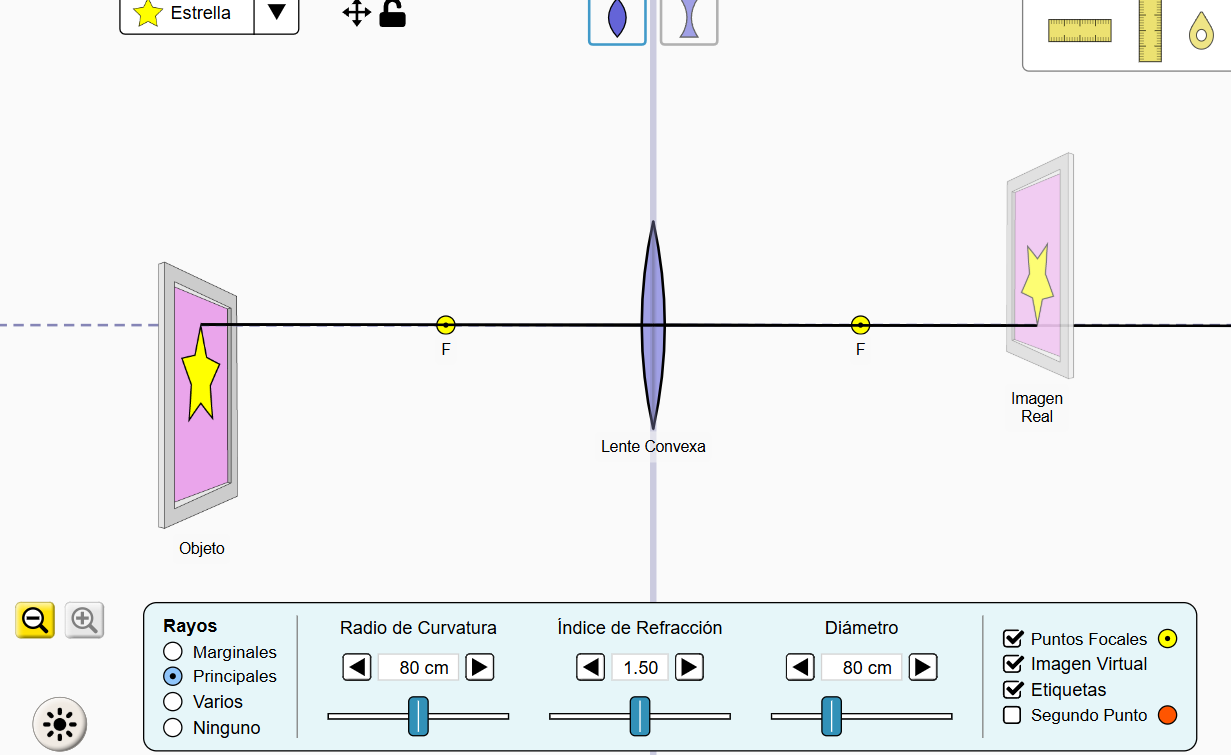 Estrella
F
F
Lente Convexa
Imagen
Real
Objeto
Rayos
Marginales
Principales
Varios
Ninguno
Radio de Curvatura
80 cm
Índice de Refracción
1.50
Diámetro
80 cm
Puntos Focales
Imagen Virtual
Etiquetas
Segundo Punto